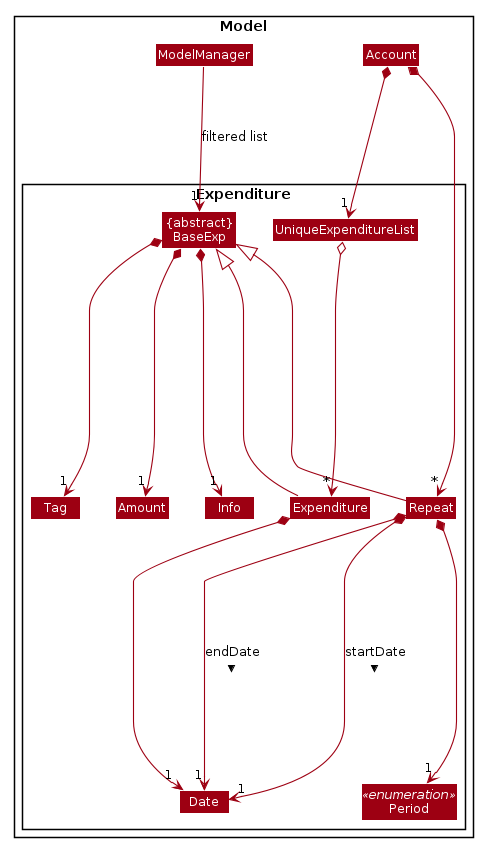 Model
ModelManager
Account
filtered list
1
1
Expenditure
{abstract}
BaseExp
UniqueExpenditureList
1
1
1
*
*
Tag
Amount
Info
Expenditure
Repeat
endDate
▼
startDate
▼
1
1
1
1
Date
«enumeration»
Period